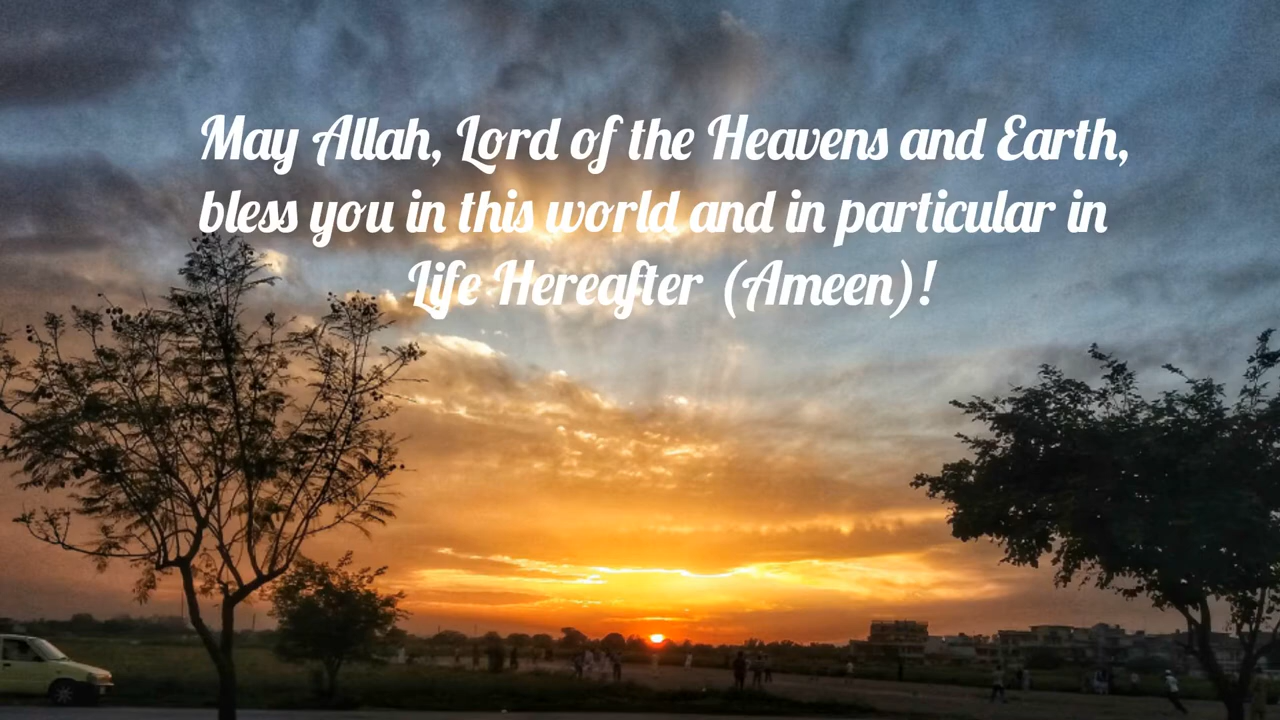 May Allah, Lord of the Heavens and Earth,
bless you in this world and in particular in
Life Hereafter (Ameen)!